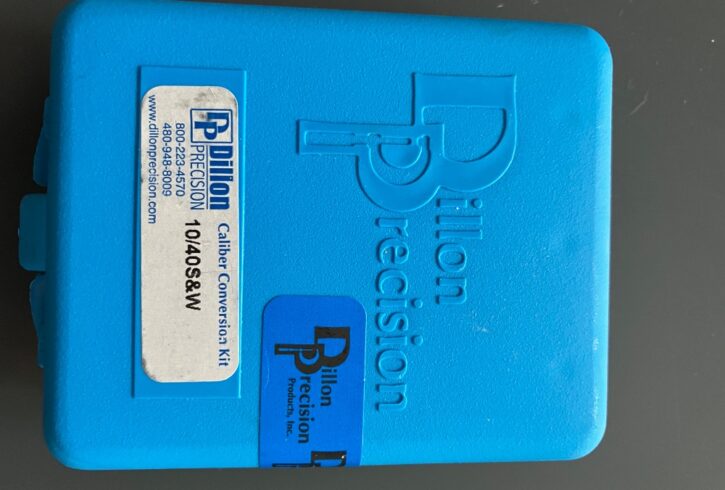 Dillon
Precision
Dillon
PRECISION
Caliber Conversion Kit
10/40S&W
800-223-4570
480-948-8009
www.dillonprecision.com
Dillon
Precision
Products, Inc.